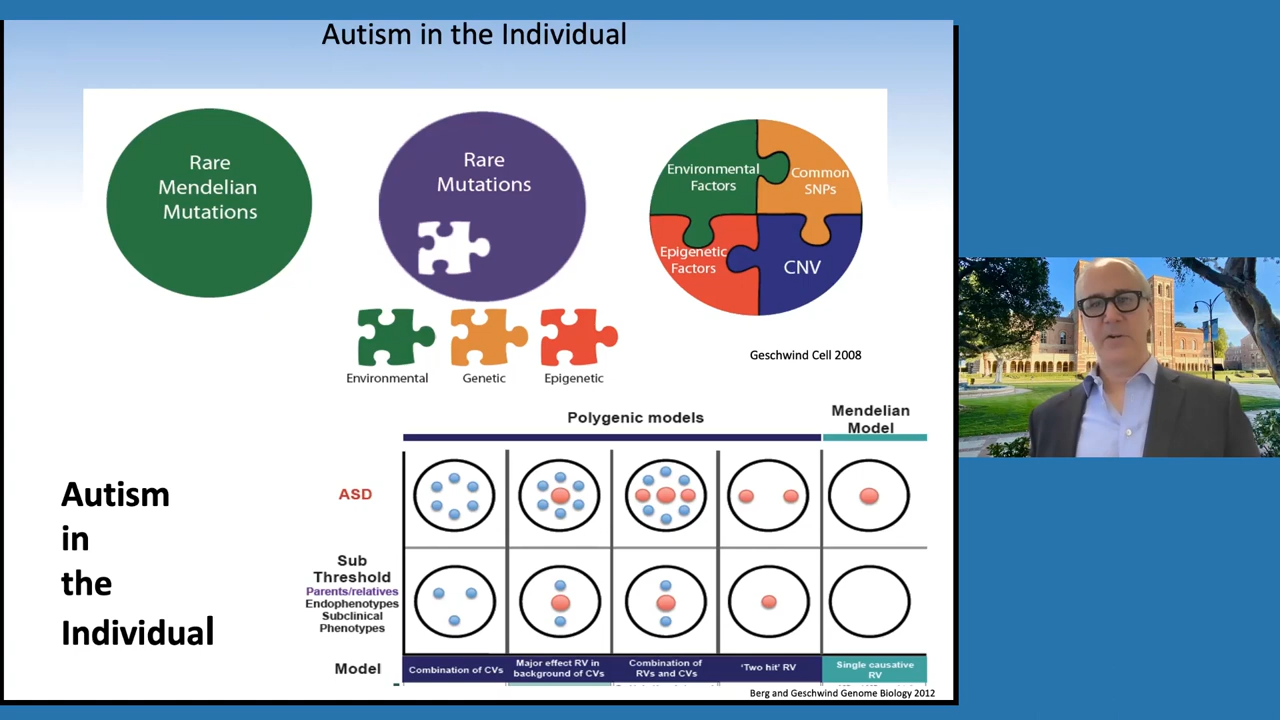 Autism in the Individual
Rare
Mendelian
Mutations
Rare
Mutations
Environmental
Factors
Common
SNPs
Epigenetic
Factors
CNV
Environmental
Genetic
Epigenetic
Geschwind Cell 2008
Autism
in
the
Individual
Polygenic models
Mendelian
Model
ASD
Sub
Threshold
Parents/relatives
Endophenotypes
Subclinical
Phenotypes
Model
Combination of CVs
Major effect RV in
background of CVs
Combination of
RVs and CVs
'Two hit' RV
Single causative
RV
Berg and Geschwind Genome Biology 2012